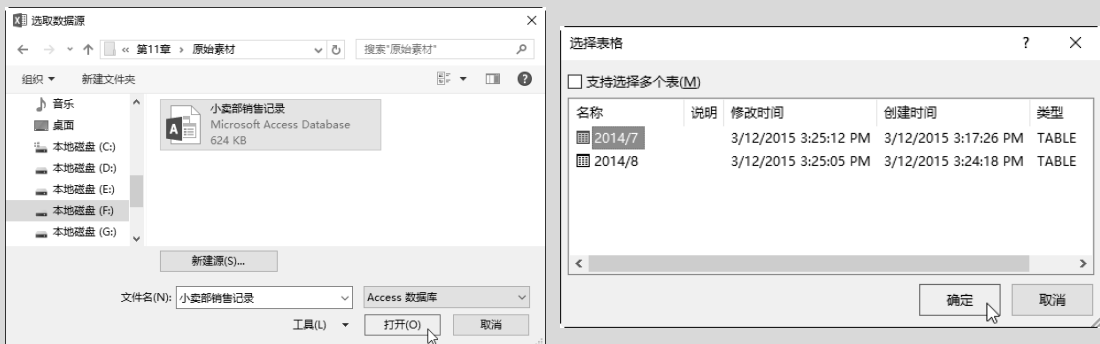 选取数据源
« 第11章 › 原始素材
搜索"原始素材"
组织 新建文件夹
音乐
桌面
本地磁盘 (C:)
本地磁盘 (D:)
本地磁盘 (E:)
本地磁盘 (F:)
本地磁盘 (G:)
小卖部销售记录
Microsoft Access Database
624 KB
新建源(S)...
文件名(N): 小卖部销售记录 Access 数据库
工具(L) 打开(O) 取消
选择表格
支持选择多个表(M)
名称 说明 修改时间 创建时间 类型
2014/7 3/12/2015 3:25:12 PM 3/12/2015 3:17:26 PM TABLE
2014/8 3/12/2015 3:25:05 PM 3/12/2015 3:24:18 PM TABLE
确定 取消